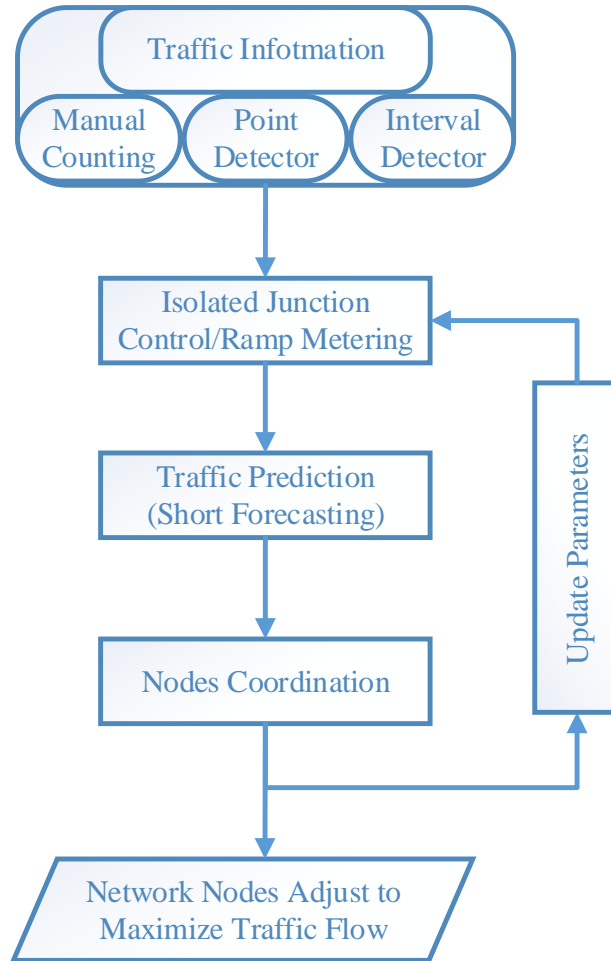 Traffic Infotmation
Manual
Counting
Point
Detector
Interval
Detector
Isolated Junction
Control/Ramp Metering
Traffic Prediction
(Short Forecasting)
Nodes Coordination
Update Parameters
Network Nodes Adjust to
Maximize Traffic Flow